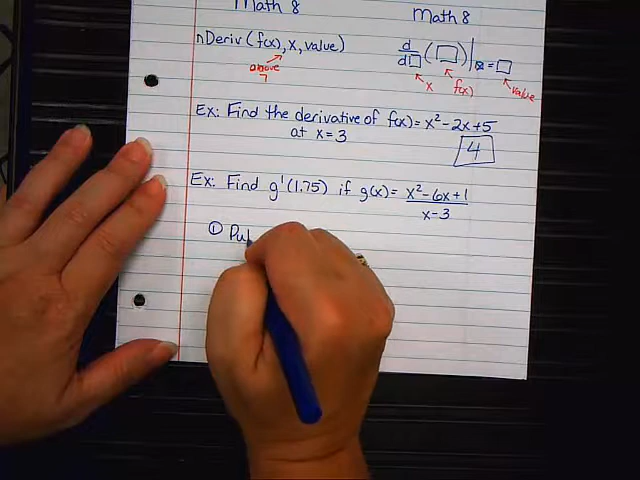 Math 8
Math 8
nDeriv (f(x), x, value)
above
7
d/d□ (□)|x=□
x
f(x)
value
Ex: Find the derivative of f(x) = x²-2x+5
at x=3
4
Ex: Find g'(1.75) if g(x) = x²-6x+1
x-3
① Pu